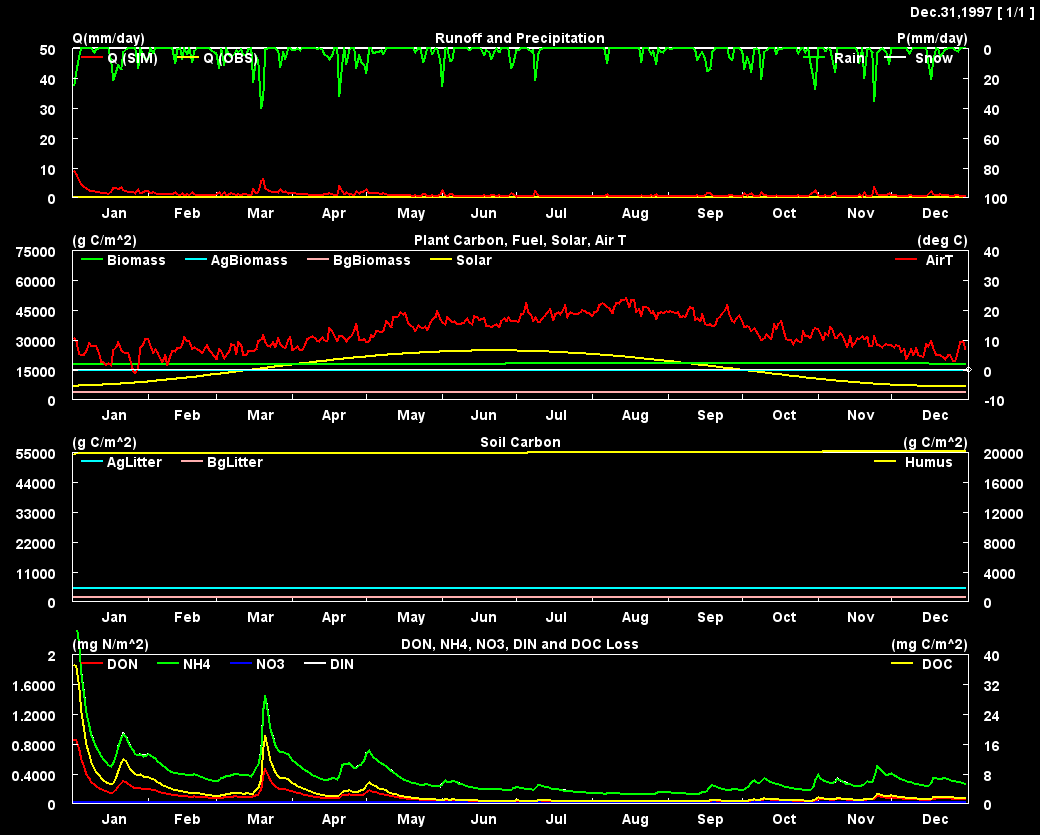 Dec.31,1997 [ 1/1 ]
Q(mm/day) Runoff and Precipitation P(mm/day)
50 Q (SIM) Q (OBS) Rain Snow 0
40 20
30 40
20 60
10 80
0 100
Jan Feb Mar Apr May Jun Jul Aug Sep Oct Nov Dec
(g C/m^2) Plant Carbon, Fuel, Solar, Air T (deg C)
75000 Biomass AgBiomass BgBiomass Solar AirT 40
60000 30
45000 20
30000 10
15000 0
0 -10
Jan Feb Mar Apr May Jun Jul Aug Sep Oct Nov Dec
(g C/m^2) Soil Carbon (g C/m^2)
55000 AgLitter BgLitter Humus 20000
44000 16000
33000 12000
22000 8000
11000 4000
0 0
Jan Feb Mar Apr May Jun Jul Aug Sep Oct Nov Dec
(mg N/m^2) DON, NH4, NO3, DIN and DOC Loss (mg C/m^2)
2 DON NH4 NO3 DIN DOC 40
1.6000 32
1.2000 24
0.8000 16
0.4000 8
0 0
Jan Feb Mar Apr May Jun Jul Aug Sep Oct Nov Dec